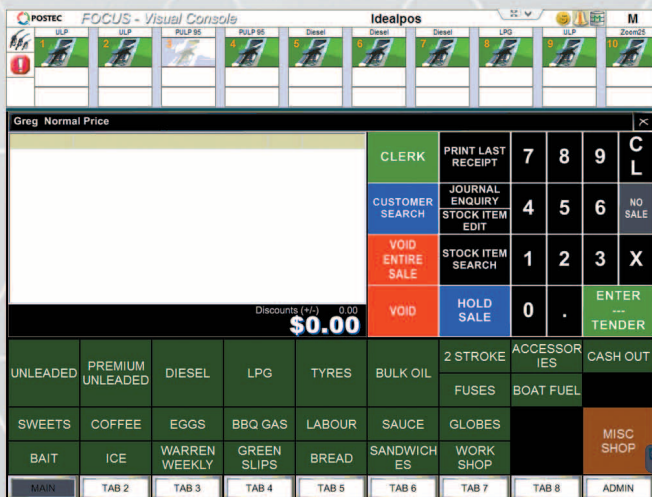 POSTEC FOCUS - Visual Console Idealpos M
ULP ULP PULP 95 PULP 95 Diesel Diesel Diesel LPG ULP Zoom25
1 2 3 4 5 6 7 8 9 10
Greg Normal Price
CLERK
PRINT LAST
RECEIPT
7 8 9
C
L
CUSTOMER
SEARCH
JOURNAL
ENQUIRY
STOCK ITEM
EDIT
4 5 6
NO
SALE
VOID
ENTIRE
SALE
STOCK ITEM
SEARCH
1 2 3 X
Discounts (+/-) 0.00
$0.00
VOID
HOLD
SALE
0 .
ENTER
---
TENDER
UNLEADED
PREMIUM
UNLEADED
DIESEL
LPG
TYRES
BULK OIL
2 STROKE
ACCESSOR
IES
CASH OUT
FUSES
BOAT FUEL
SWEETS
COFFEE
EGGS
BBQ GAS
LABOUR
SAUCE
GLOBES
MISC
SHOP
BAIT
ICE
WARREN
WEEKLY
GREEN
SLIPS
BREAD
SANDWICH
ES
WORK
SHOP
MAIN TAB 2 TAB 3 TAB 4 TAB 5 TAB 6 TAB 7 TAB 8 ADMIN